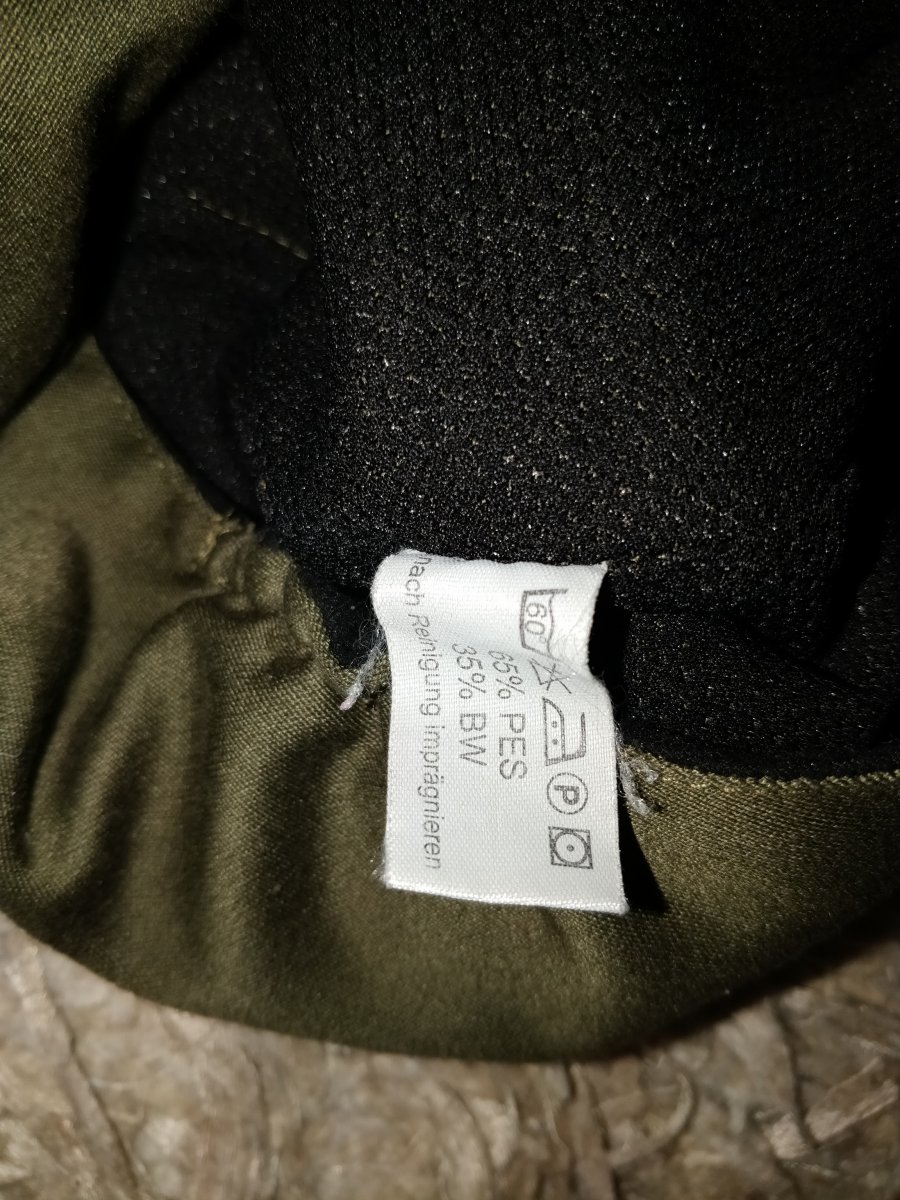 60°
P
65% PES
35% BW
nach Reinigung imprägnieren